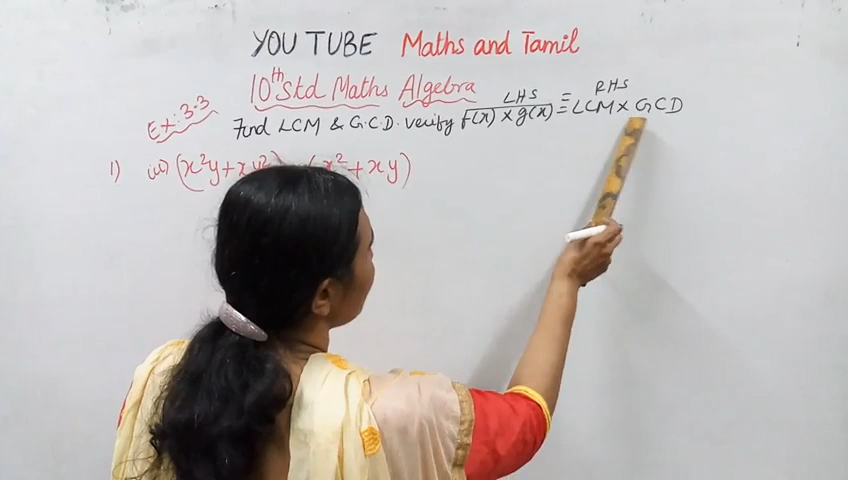 YOU TUBE Maths and Tamil
10th Std Maths Algebra
Ex: 3.3
LHS RHS
Find LCM & G.C.D. verify f(x) × g(x) = LCM × GCD
1) iii) (x²y + xy²) (x² + xy)